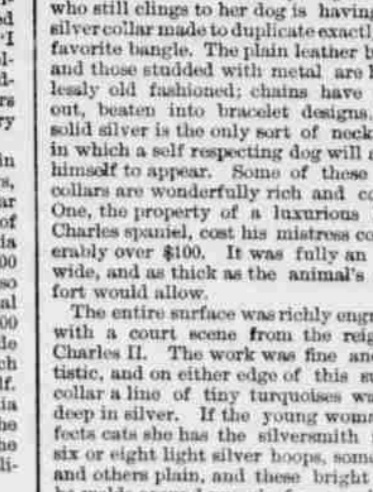 who still clings to her dog is having
silver collar made to duplicate exactl
favorite bangle. The plain leather b
and those studded with metal are h
lessly old fashioned; chains have
out, beaten into bracelet designs.
solid silver is the only sort of neck
in which a self respecting dog will a
himself to appear. Some of these
collars are wonderfully rich and co
One, the property of a luxurious
Charles spaniel, cost his mistress co
erably over $100. It was fully an
wide, and as thick as the animal's
fort would allow.
The entire surface was richly engr
with a court scene from the reig
Charles II. The work was fine and
tistic, and on either edge of this su
collar a line of tiny turquoises wa
deep in silver. If the young woma
fects cats she has the silversmith
six or eight light silver hoops, some
and others plain, and these bright